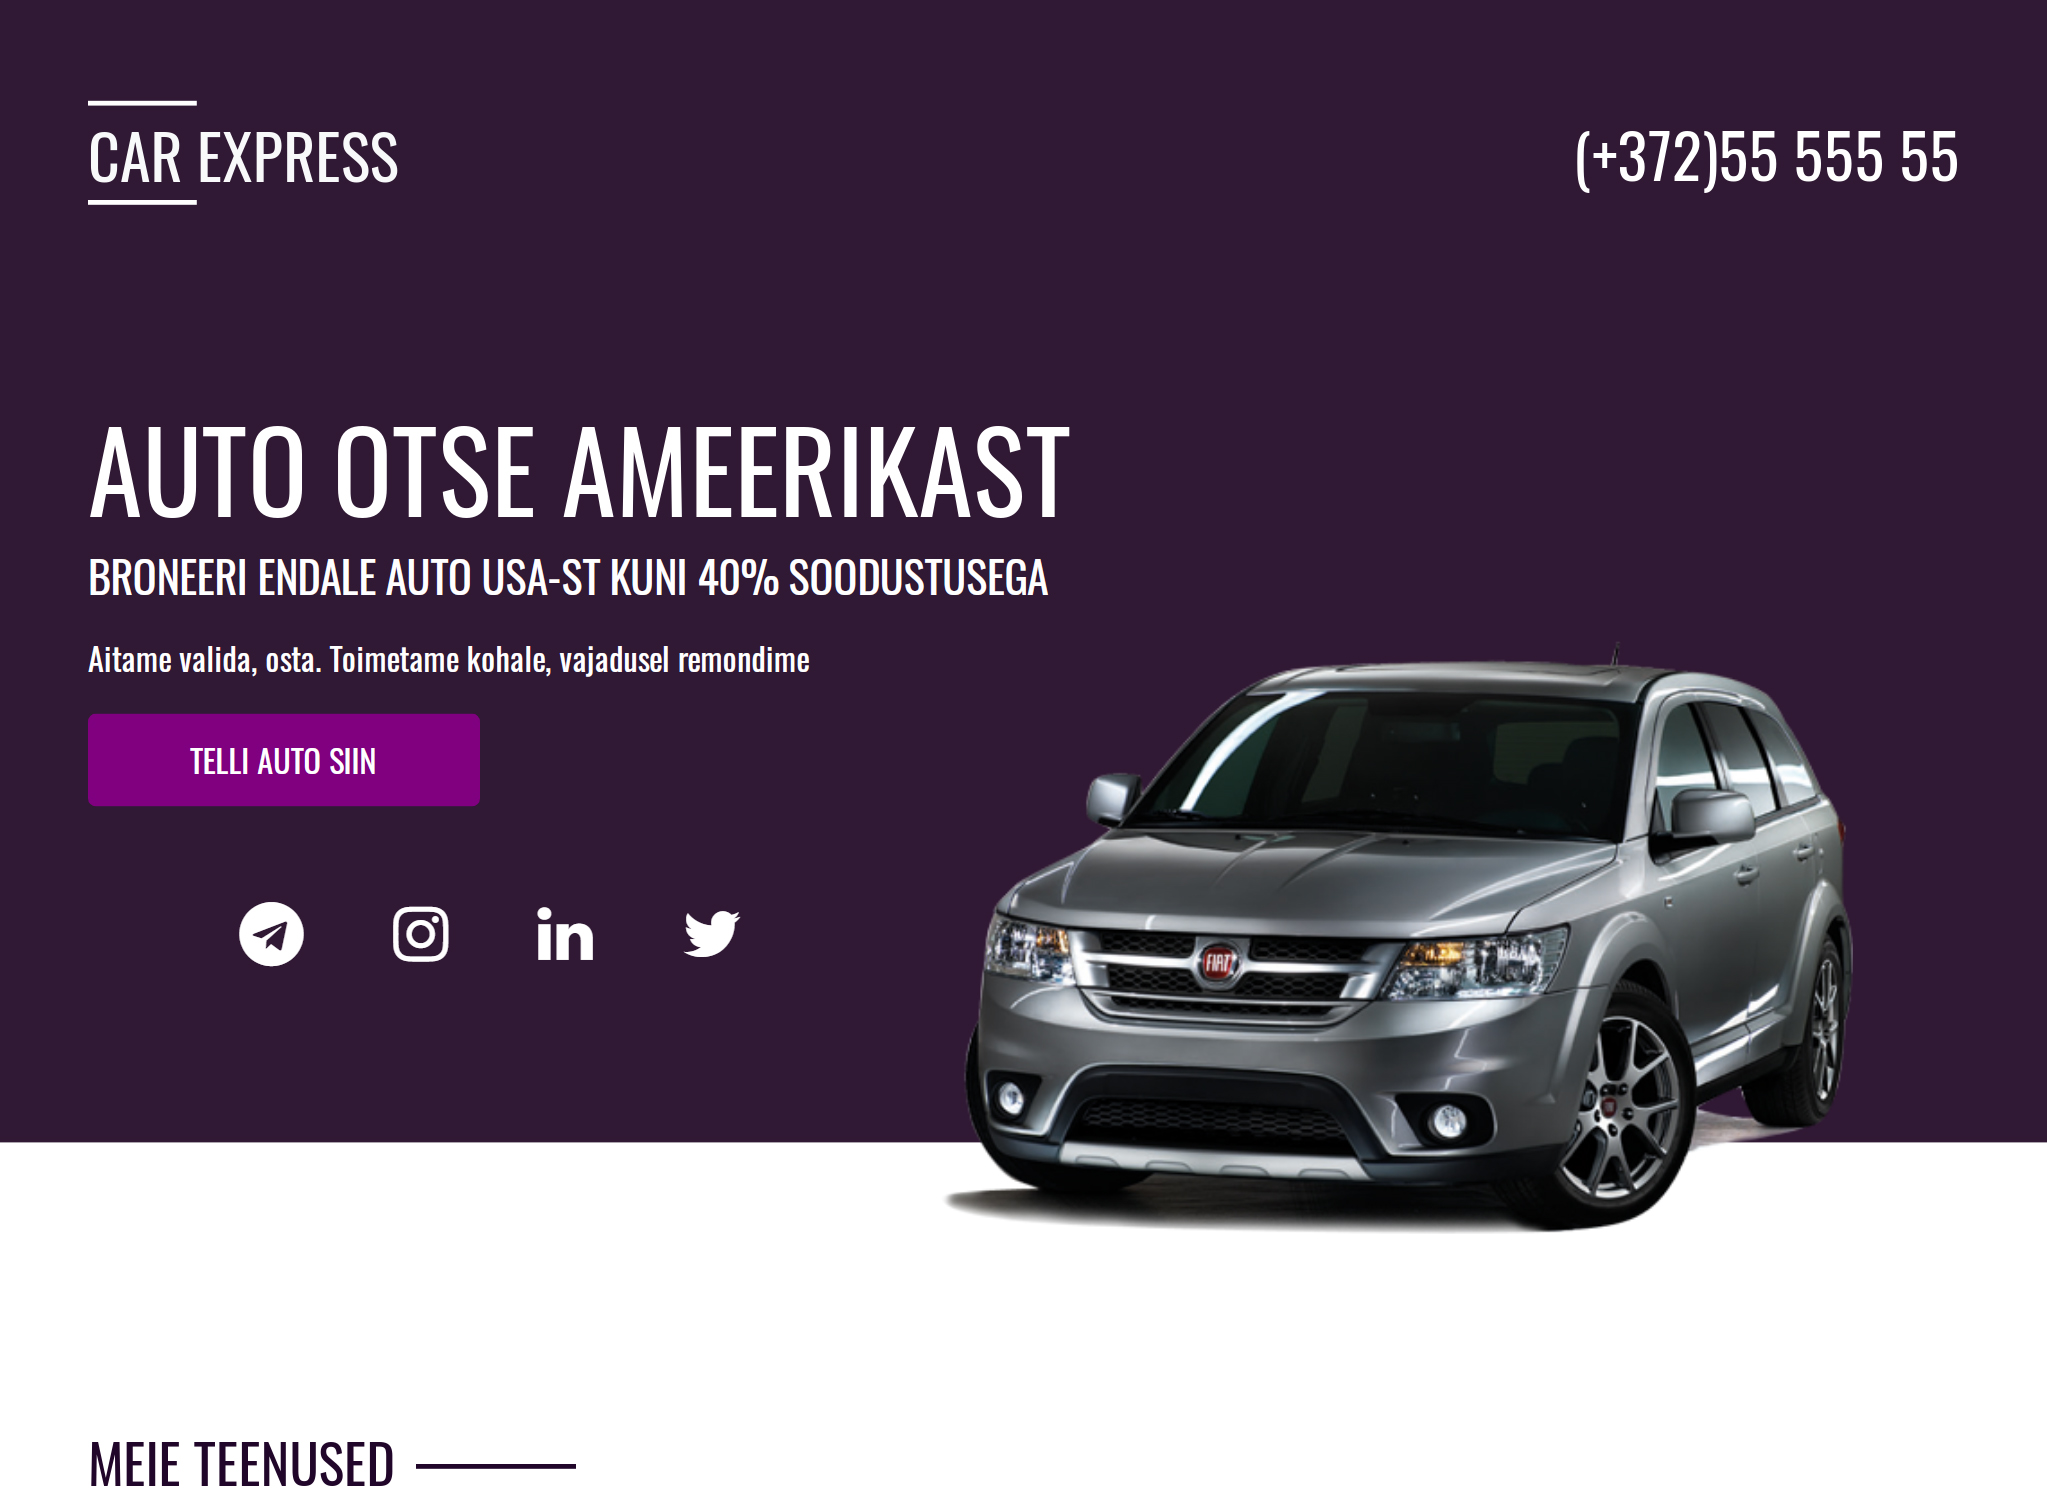 CAR EXPRESS
(+372)55 555 55
AUTO OTSE AMEERIKAST
BRONEERI ENDALE AUTO USA-ST KUNI 40% SOODUSTUSEGA
Aitame valida, osta. Toimetame kohale, vajadusel remondime
TELLI AUTO SIIN
in
FIAT
MEIE TEENUSED